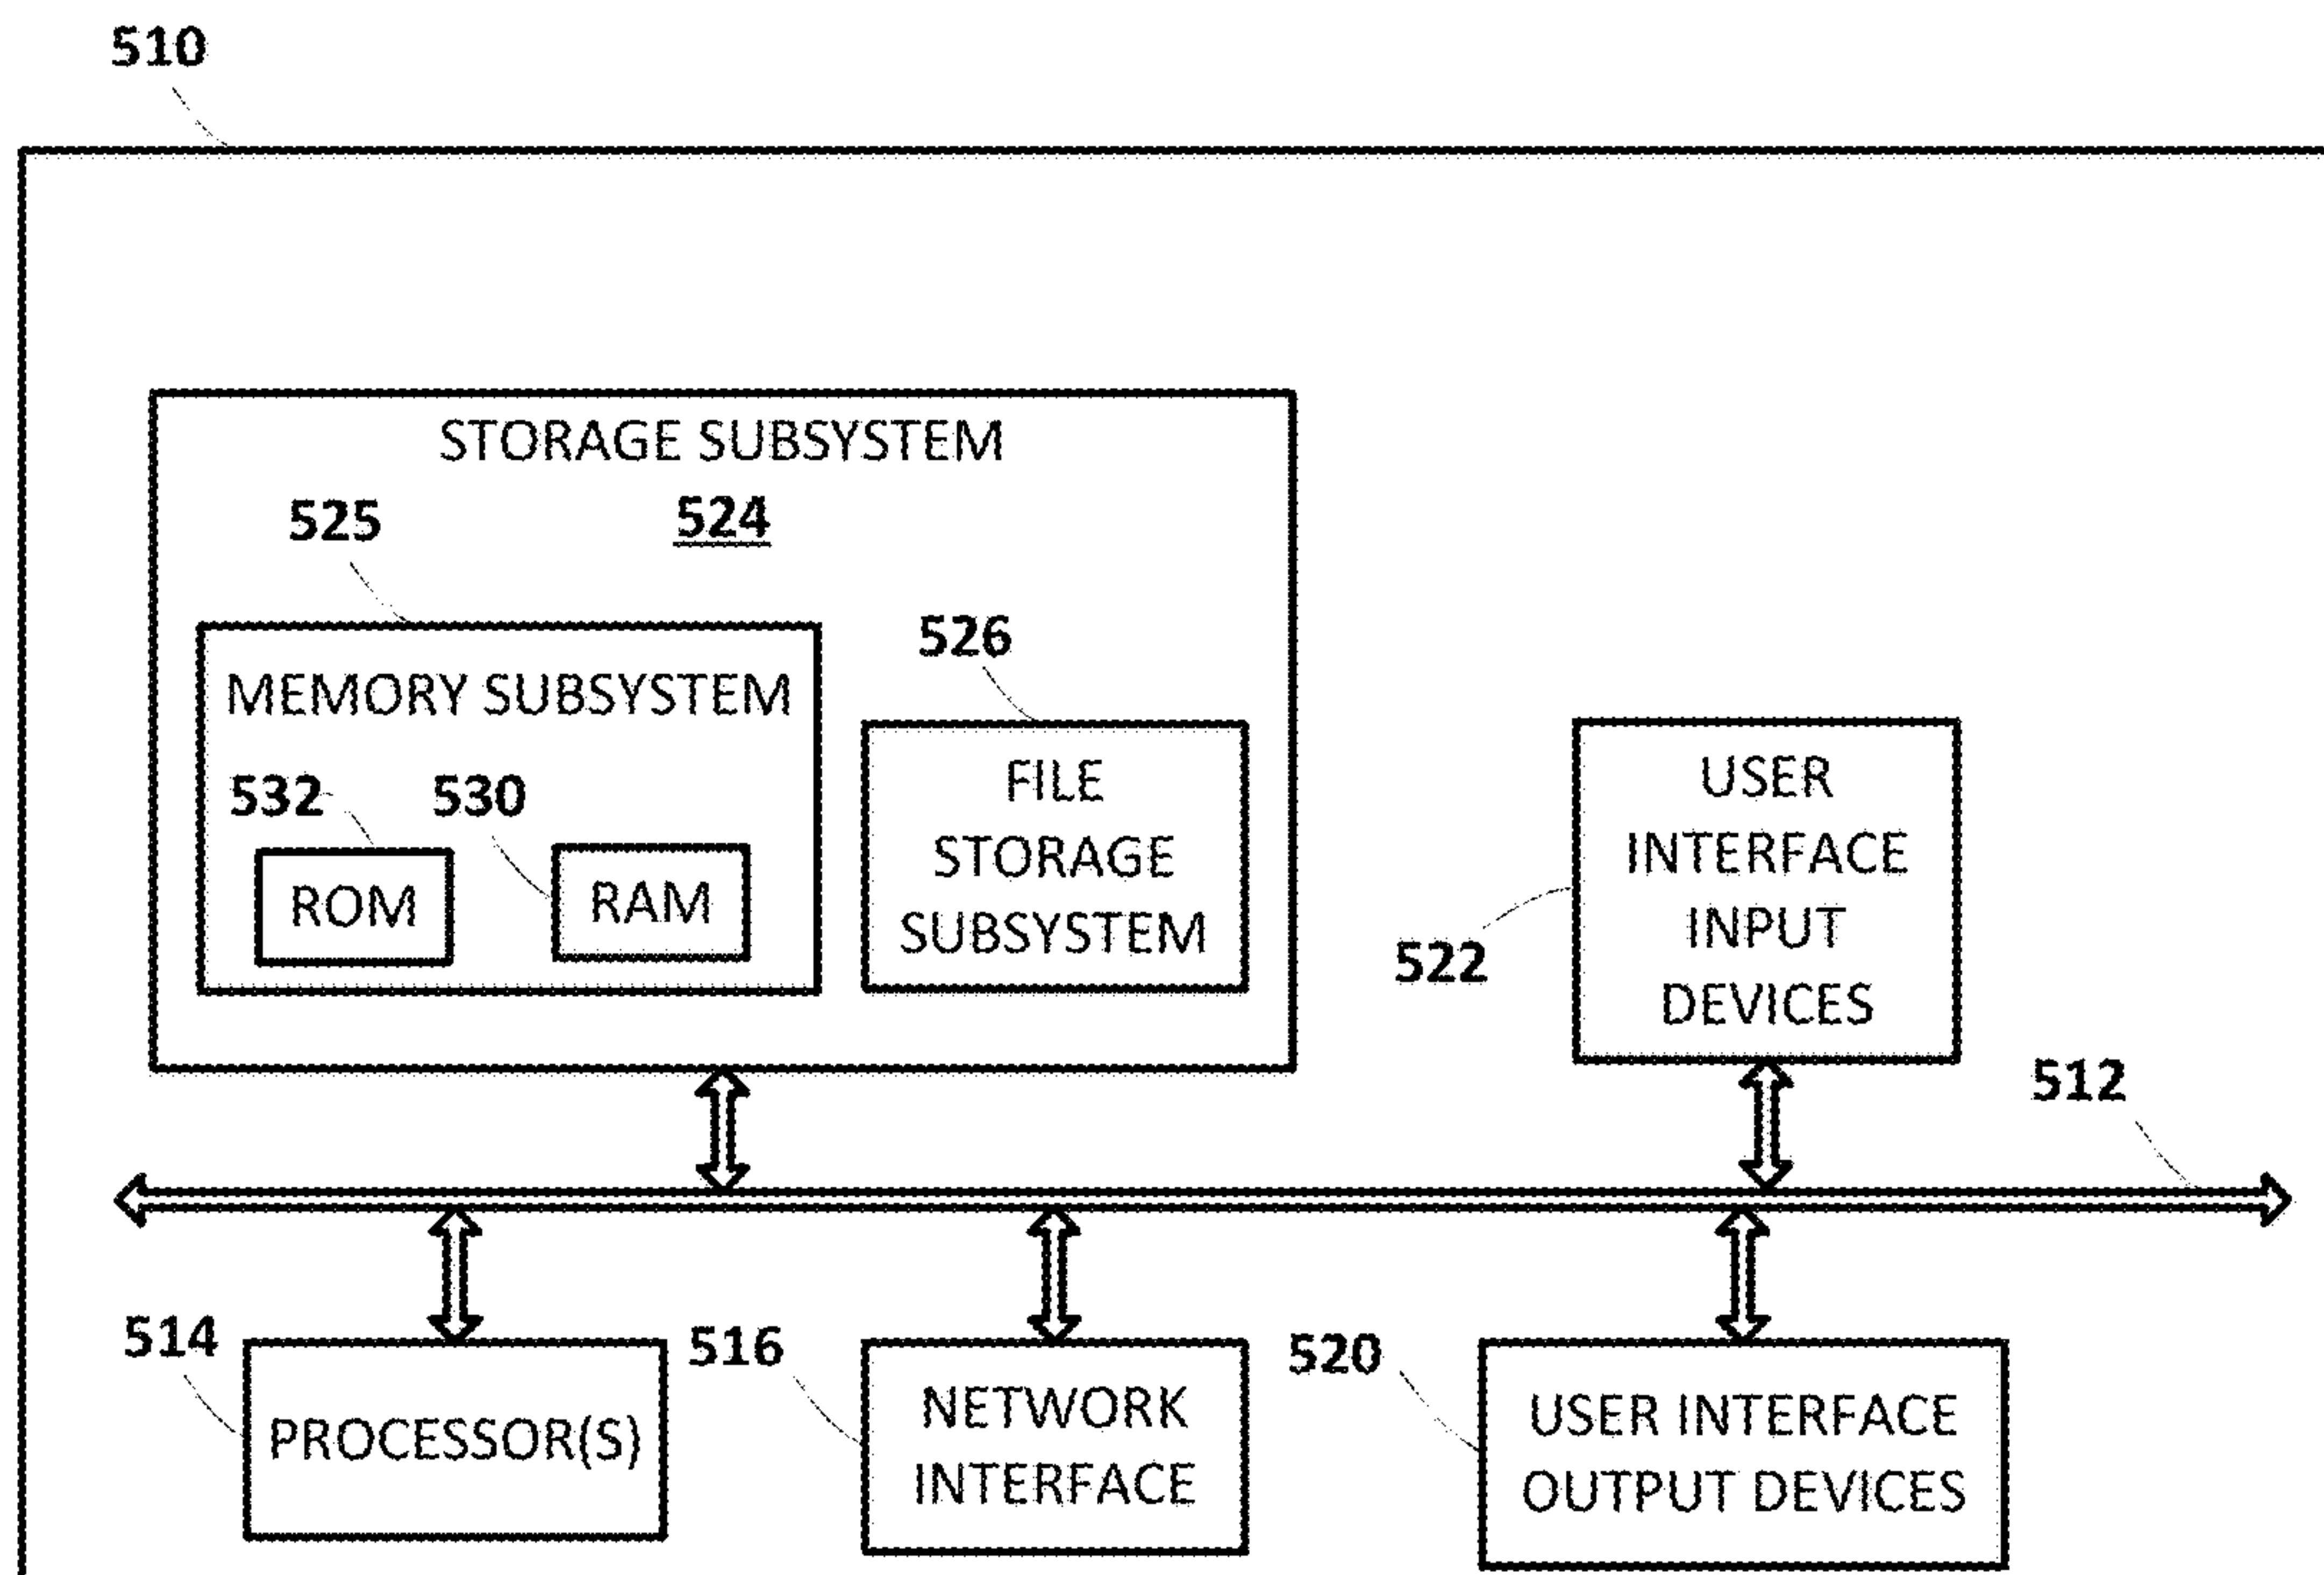 510
STORAGE SUBSYSTEM
524
525
MEMORY SUBSYSTEM
532
530
ROM
RAM
526
FILE
STORAGE
SUBSYSTEM
USER
INTERFACE
INPUT
DEVICES
522
512
514
PROCESSOR(S)
516
NETWORK
INTERFACE
520
USER INTERFACE
OUTPUT DEVICES